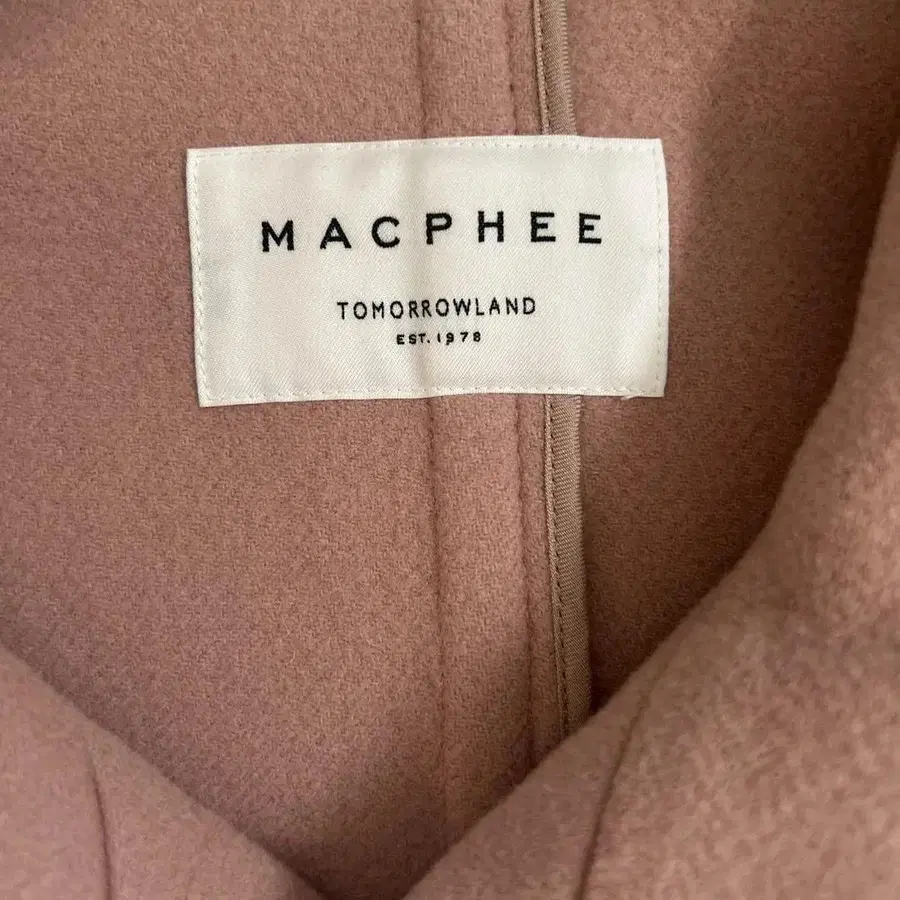 MACPHEE
TOMORROWLAND
EST. 1978